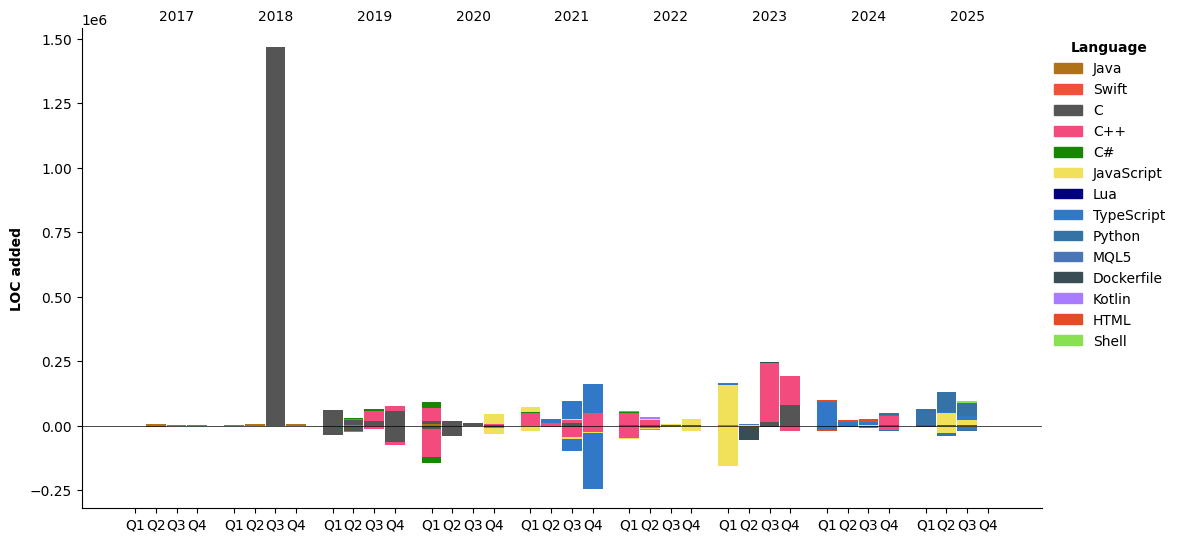 2017 2018 2019 2020 2021 2022 2023 2024 2025
1e6
1.50
1.25
1.00
0.75
0.50
0.25
0.00
−0.25
LOC added
Q1 Q2 Q3 Q4 Q1 Q2 Q3 Q4 Q1 Q2 Q3 Q4 Q1 Q2 Q3 Q4 Q1 Q2 Q3 Q4 Q1 Q2 Q3 Q4 Q1 Q2 Q3 Q4 Q1 Q2 Q3 Q4 Q1 Q2 Q3 Q4
Language
Java
Swift
C
C++
C#
JavaScript
Lua
TypeScript
Python
MQL5
Dockerfile
Kotlin
HTML
Shell